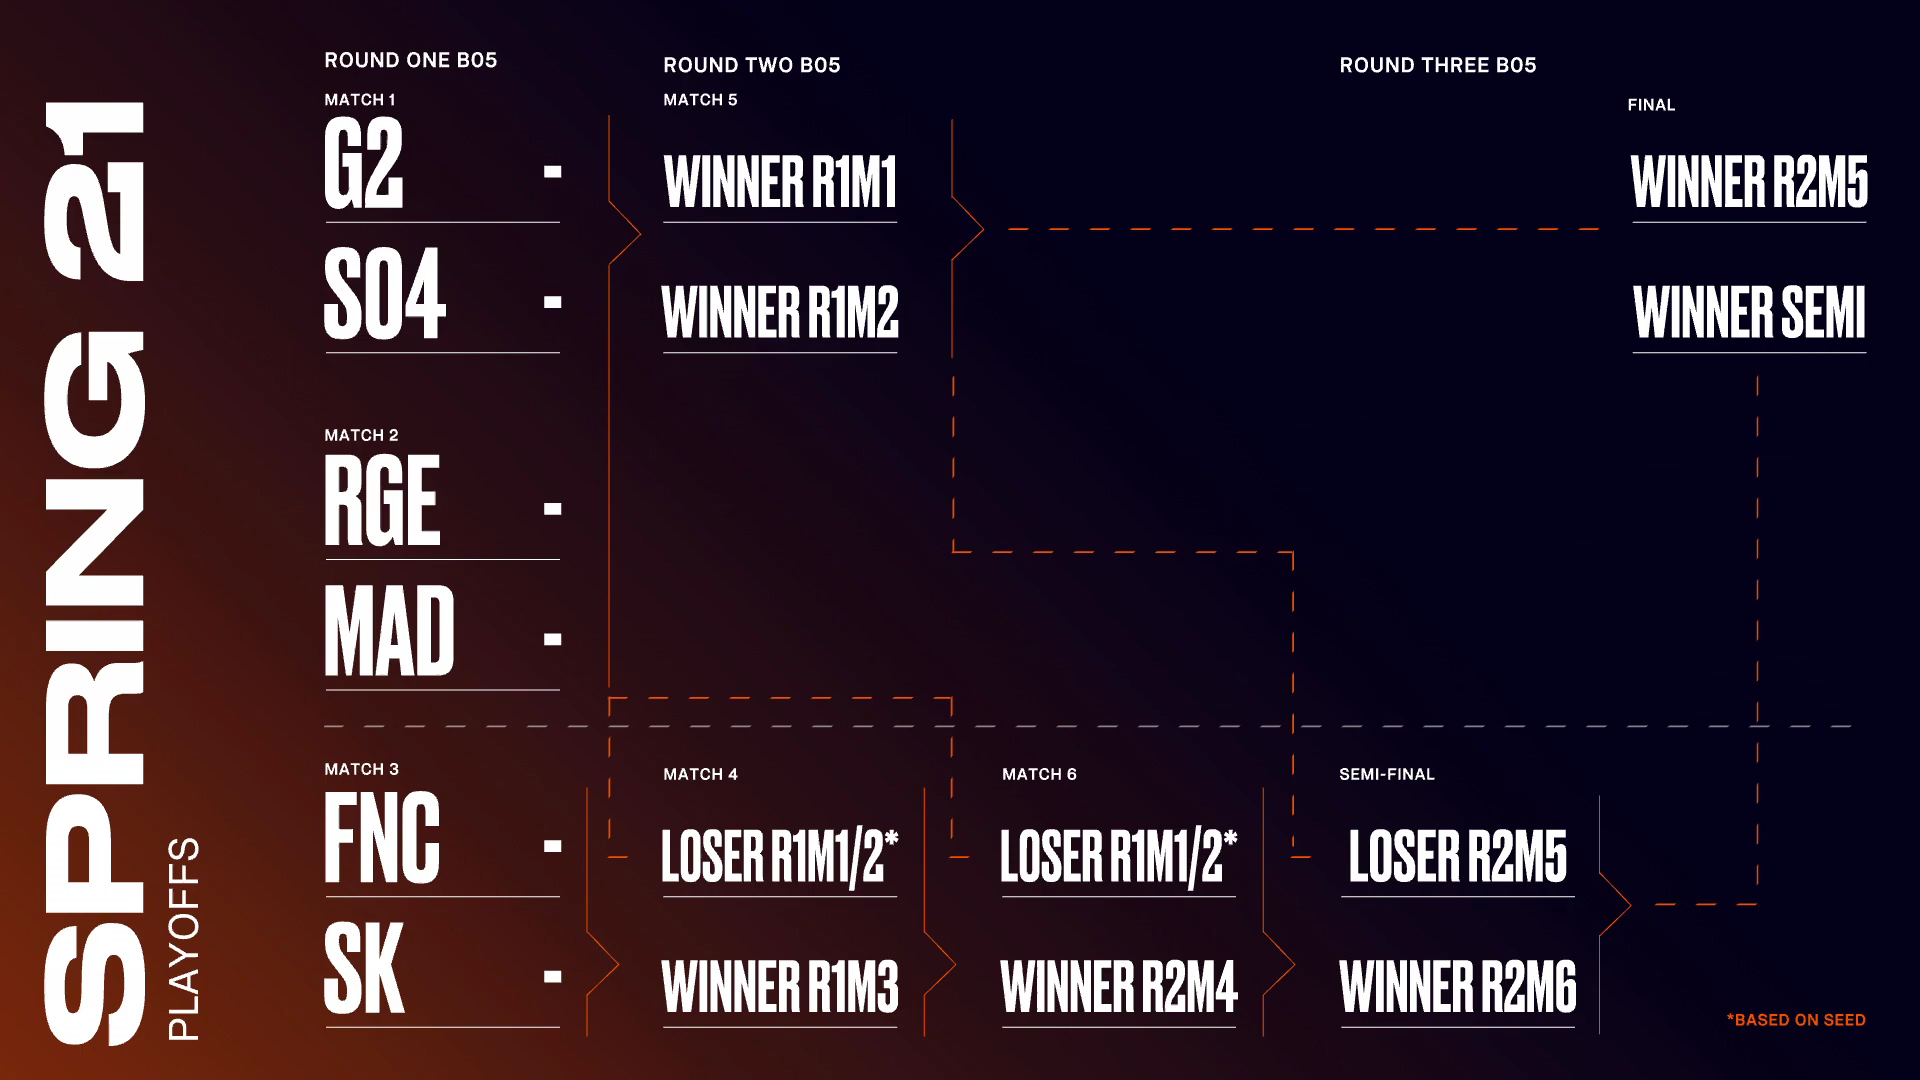 SPRING 21
PLAYOFFS
ROUND ONE BO5
MATCH 1
G2 -
S04 -
MATCH 2
RGE -
MAD -
MATCH 3
FNC -
SK -
ROUND TWO BO5
MATCH 5
WINNER R1M1
WINNER R1M2
MATCH 4
LOSER R1M1/2*
WINNER R1M3
MATCH 6
LOSER R1M1/2*
WINNER R2M4
ROUND THREE BO5
SEMI-FINAL
LOSER R2M5
WINNER R2M6
FINAL
WINNER R2M5
WINNER SEMI
*BASED ON SEED